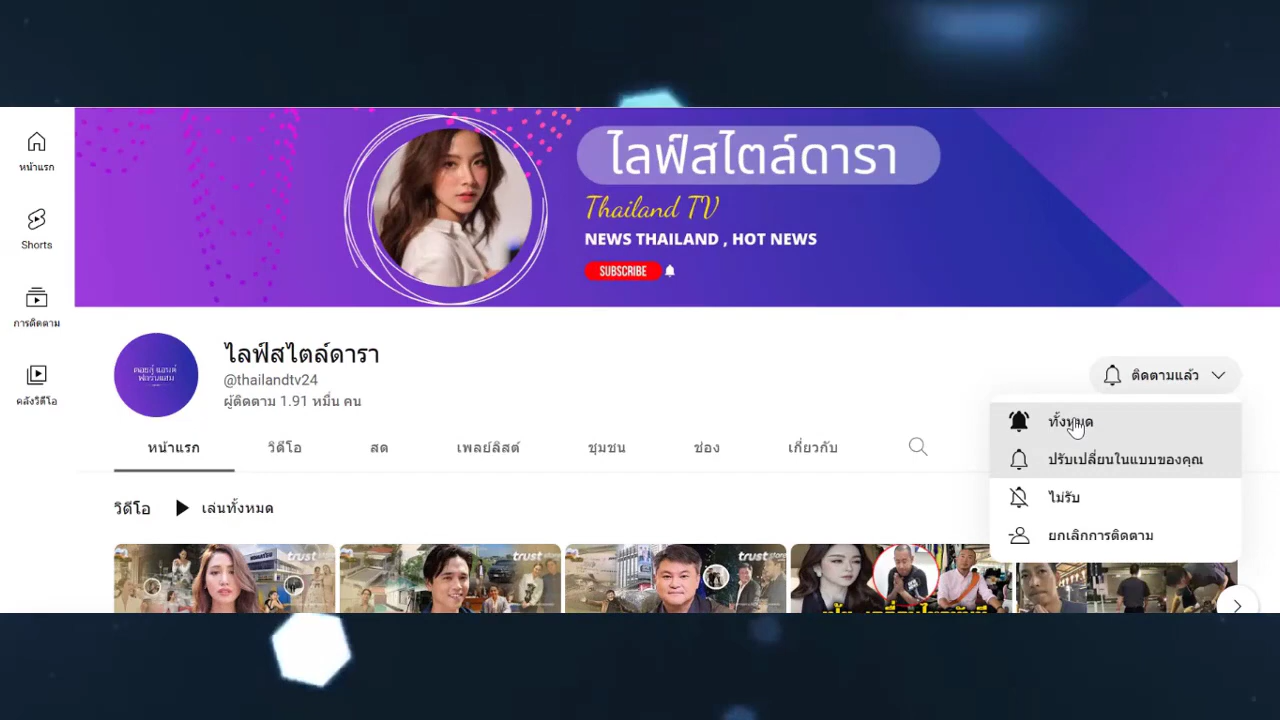 ไลฟ์สไตล์ดารา
Thailand TV
NEWS THAILAND , HOT NEWS
SUBSCRIBE
หน้าแรก
Shorts
การติดตาม
คลังวิดีโอ
ไลฟ์สไตล์ดารา
@thailandtv24
ผู้ติดตาม 1.91 หมื่น คน
ติดตามแล้ว
ทั้งหมด
ปรับเปลี่ยนในแบบของคุณ
ไม่รับ
ยกเลิกการติดตาม
หน้าแรก วิดีโอ สด เพลย์ลิสต์ ชุมชน ช่อง เกี่ยวกับ
วิดีโอ เล่นทั้งหมด
trust trust trust